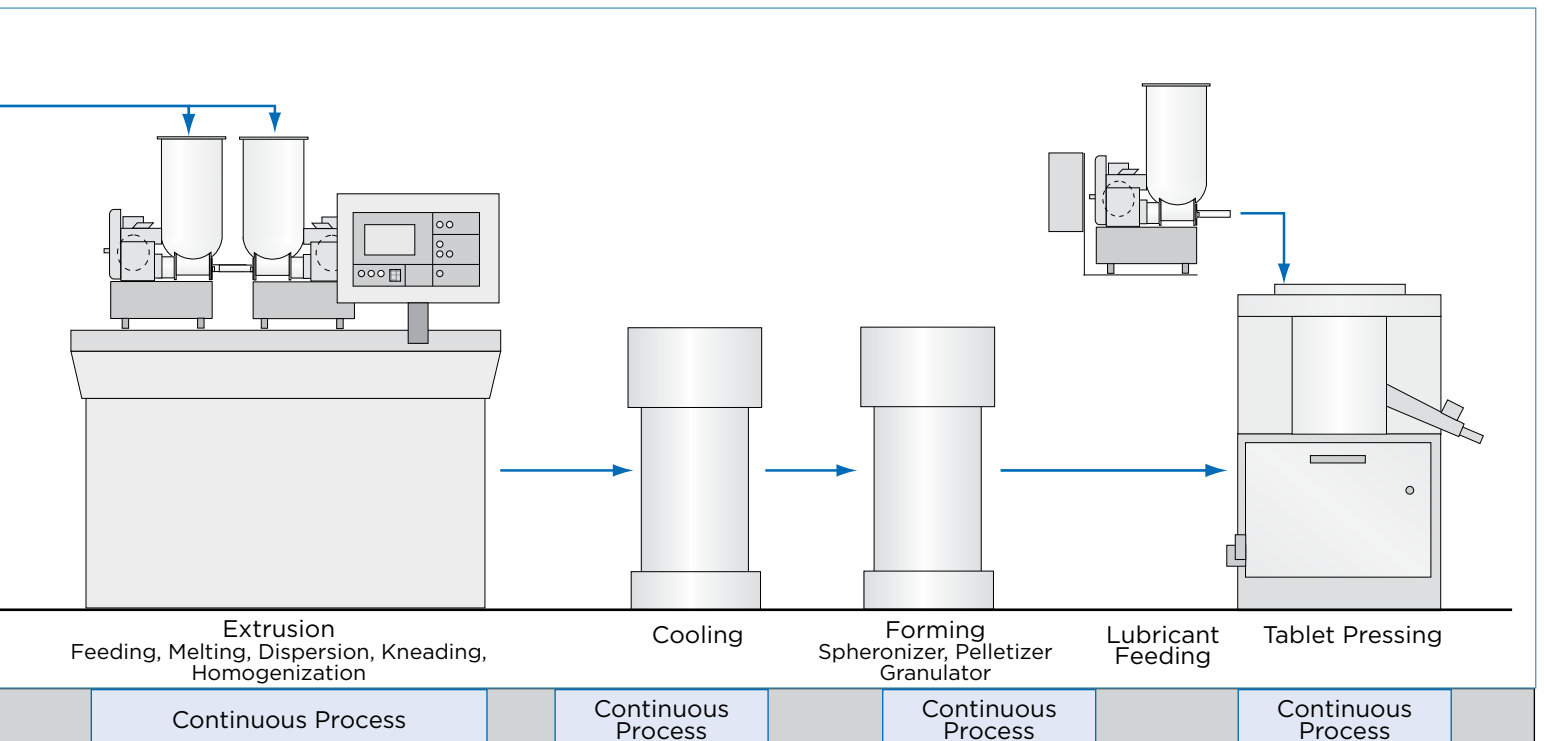 Extrusion
Feeding, Melting, Dispersion, Kneading,
Homogenization
Cooling
Forming
Spheronizer, Pelletizer
Granulator
Lubricant
Feeding
Tablet Pressing
Continuous Process
Continuous
Process
Continuous
Process
Continuous
Process